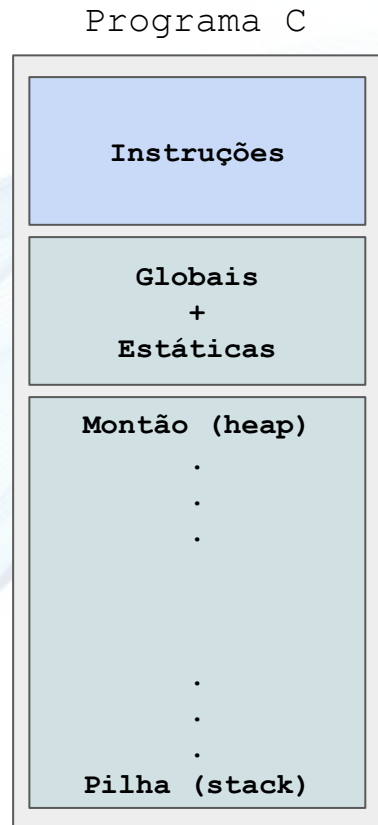 Programa C
Instruções
Globais
+
Estáticas
Montão (heap)
.
.
.
.
.
.
Pilha (stack)